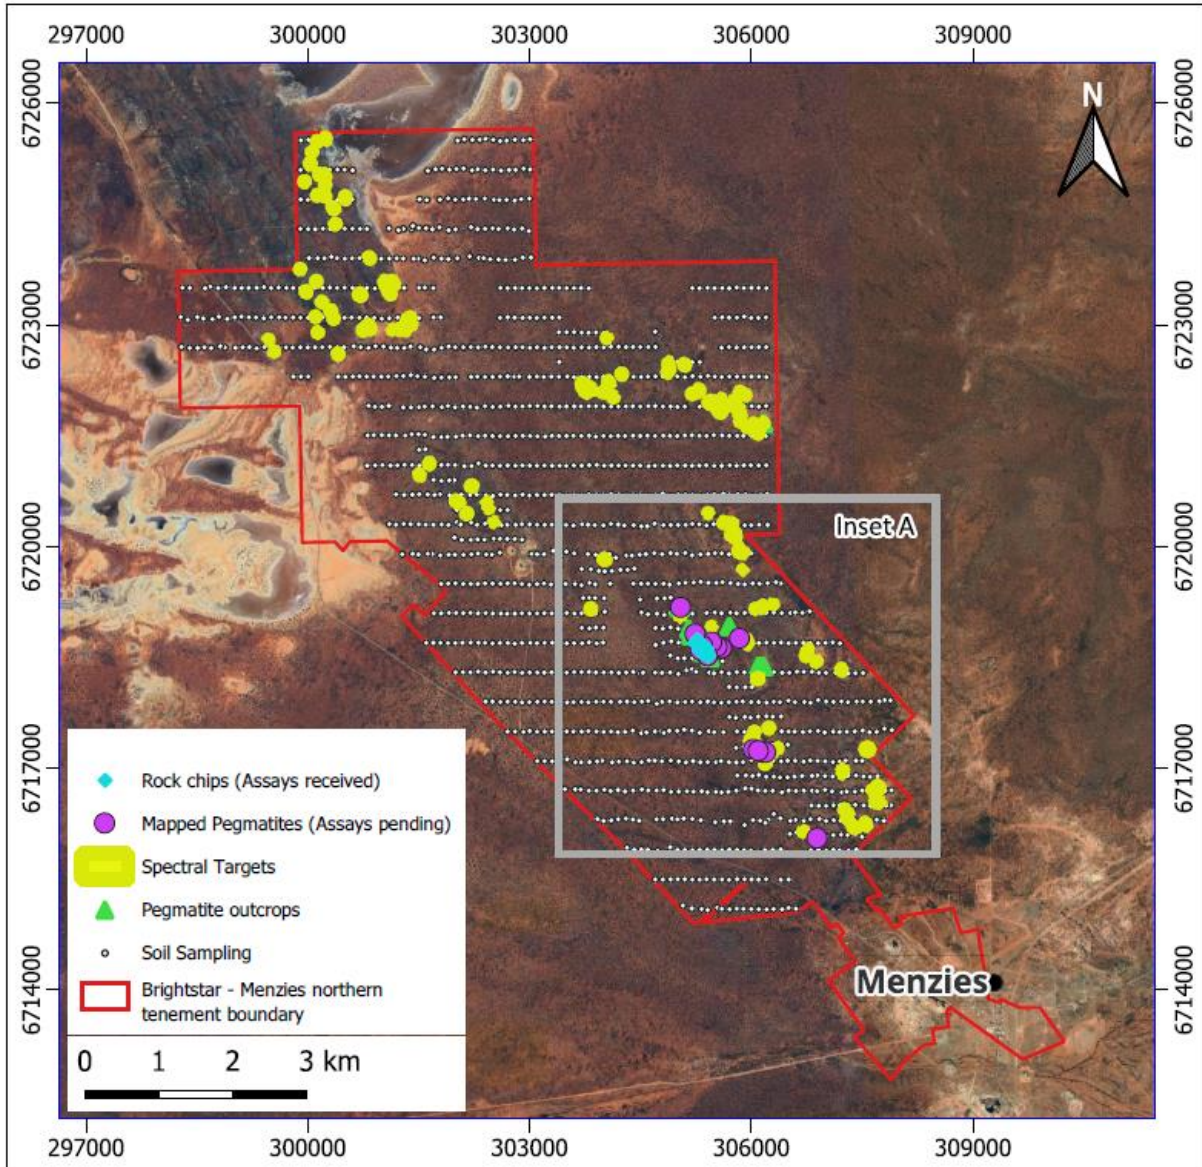 297000 300000 303000 306000 309000
6726000
6726000
N
6723000
6723000
Inset A
6720000
6720000
6717000
6717000
Rock chips (Assays received)
Mapped Pegmatites (Assays pending)
Spectral Targets
Pegmatite outcrops
Soil Sampling
Brightstar - Menzies northern
tenement boundary
0 1 2 3 km
Menzies
6714000
6714000
297000 300000 303000 306000 309000